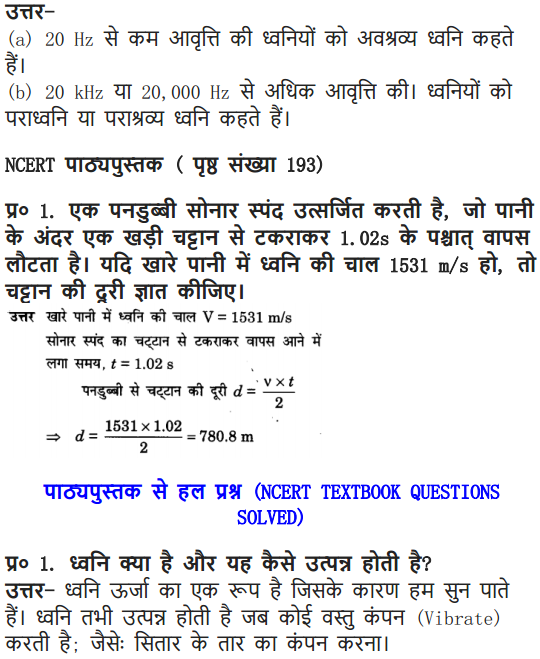 उत्तर-
(a) 20 Hz से कम आवृत्ति की ध्वनियों को अवश्रव्य ध्वनि कहते
हैं।
(b) 20 kHz या 20,000 Hz से अधिक आवृत्ति की। ध्वनियों को
पराध्वनि या पराश्रव्य ध्वनि कहते हैं।
NCERT पाठ्यपुस्तक ( पृष्ठ संख्या 193)
प्र० 1. एक पनडुब्बी सोनार स्पंद उत्सर्जित करती है, जो पानी
के अंदर एक खड़ी चट्टान से टकराकर 1.02s के पश्चात् वापस
लौटता है। यदि खारे पानी में ध्वनि की चाल 1531 m/s हो, तो
चट्टान की दूरी ज्ञात कीजिए।
उत्तर खारे पानी में ध्वनि की चाल V = 1531 m/s
सोनार स्पंद का चट्टान से टकराकर वापस आने में
लगा समय, t = 1.02 s
पनडुब्बी से चट्टान की दूरी d = v × t / 2
⇒ d = 1531 × 1.02 / 2 = 780.8 m
पाठ्यपुस्तक से हल प्रश्न (NCERT TEXTBOOK QUESTIONS
SOLVED)
प्र० 1. ध्वनि क्या है और यह कैसे उत्पन्न होती है?
उत्तर- ध्वनि ऊर्जा का एक रूप है जिसके कारण हम सुन पाते
हैं। ध्वनि तभी उत्पन्न होती है जब कोई वस्तु कंपन (Vibrate)
करती है; जैसेः सितार के तार का कंपन करना।